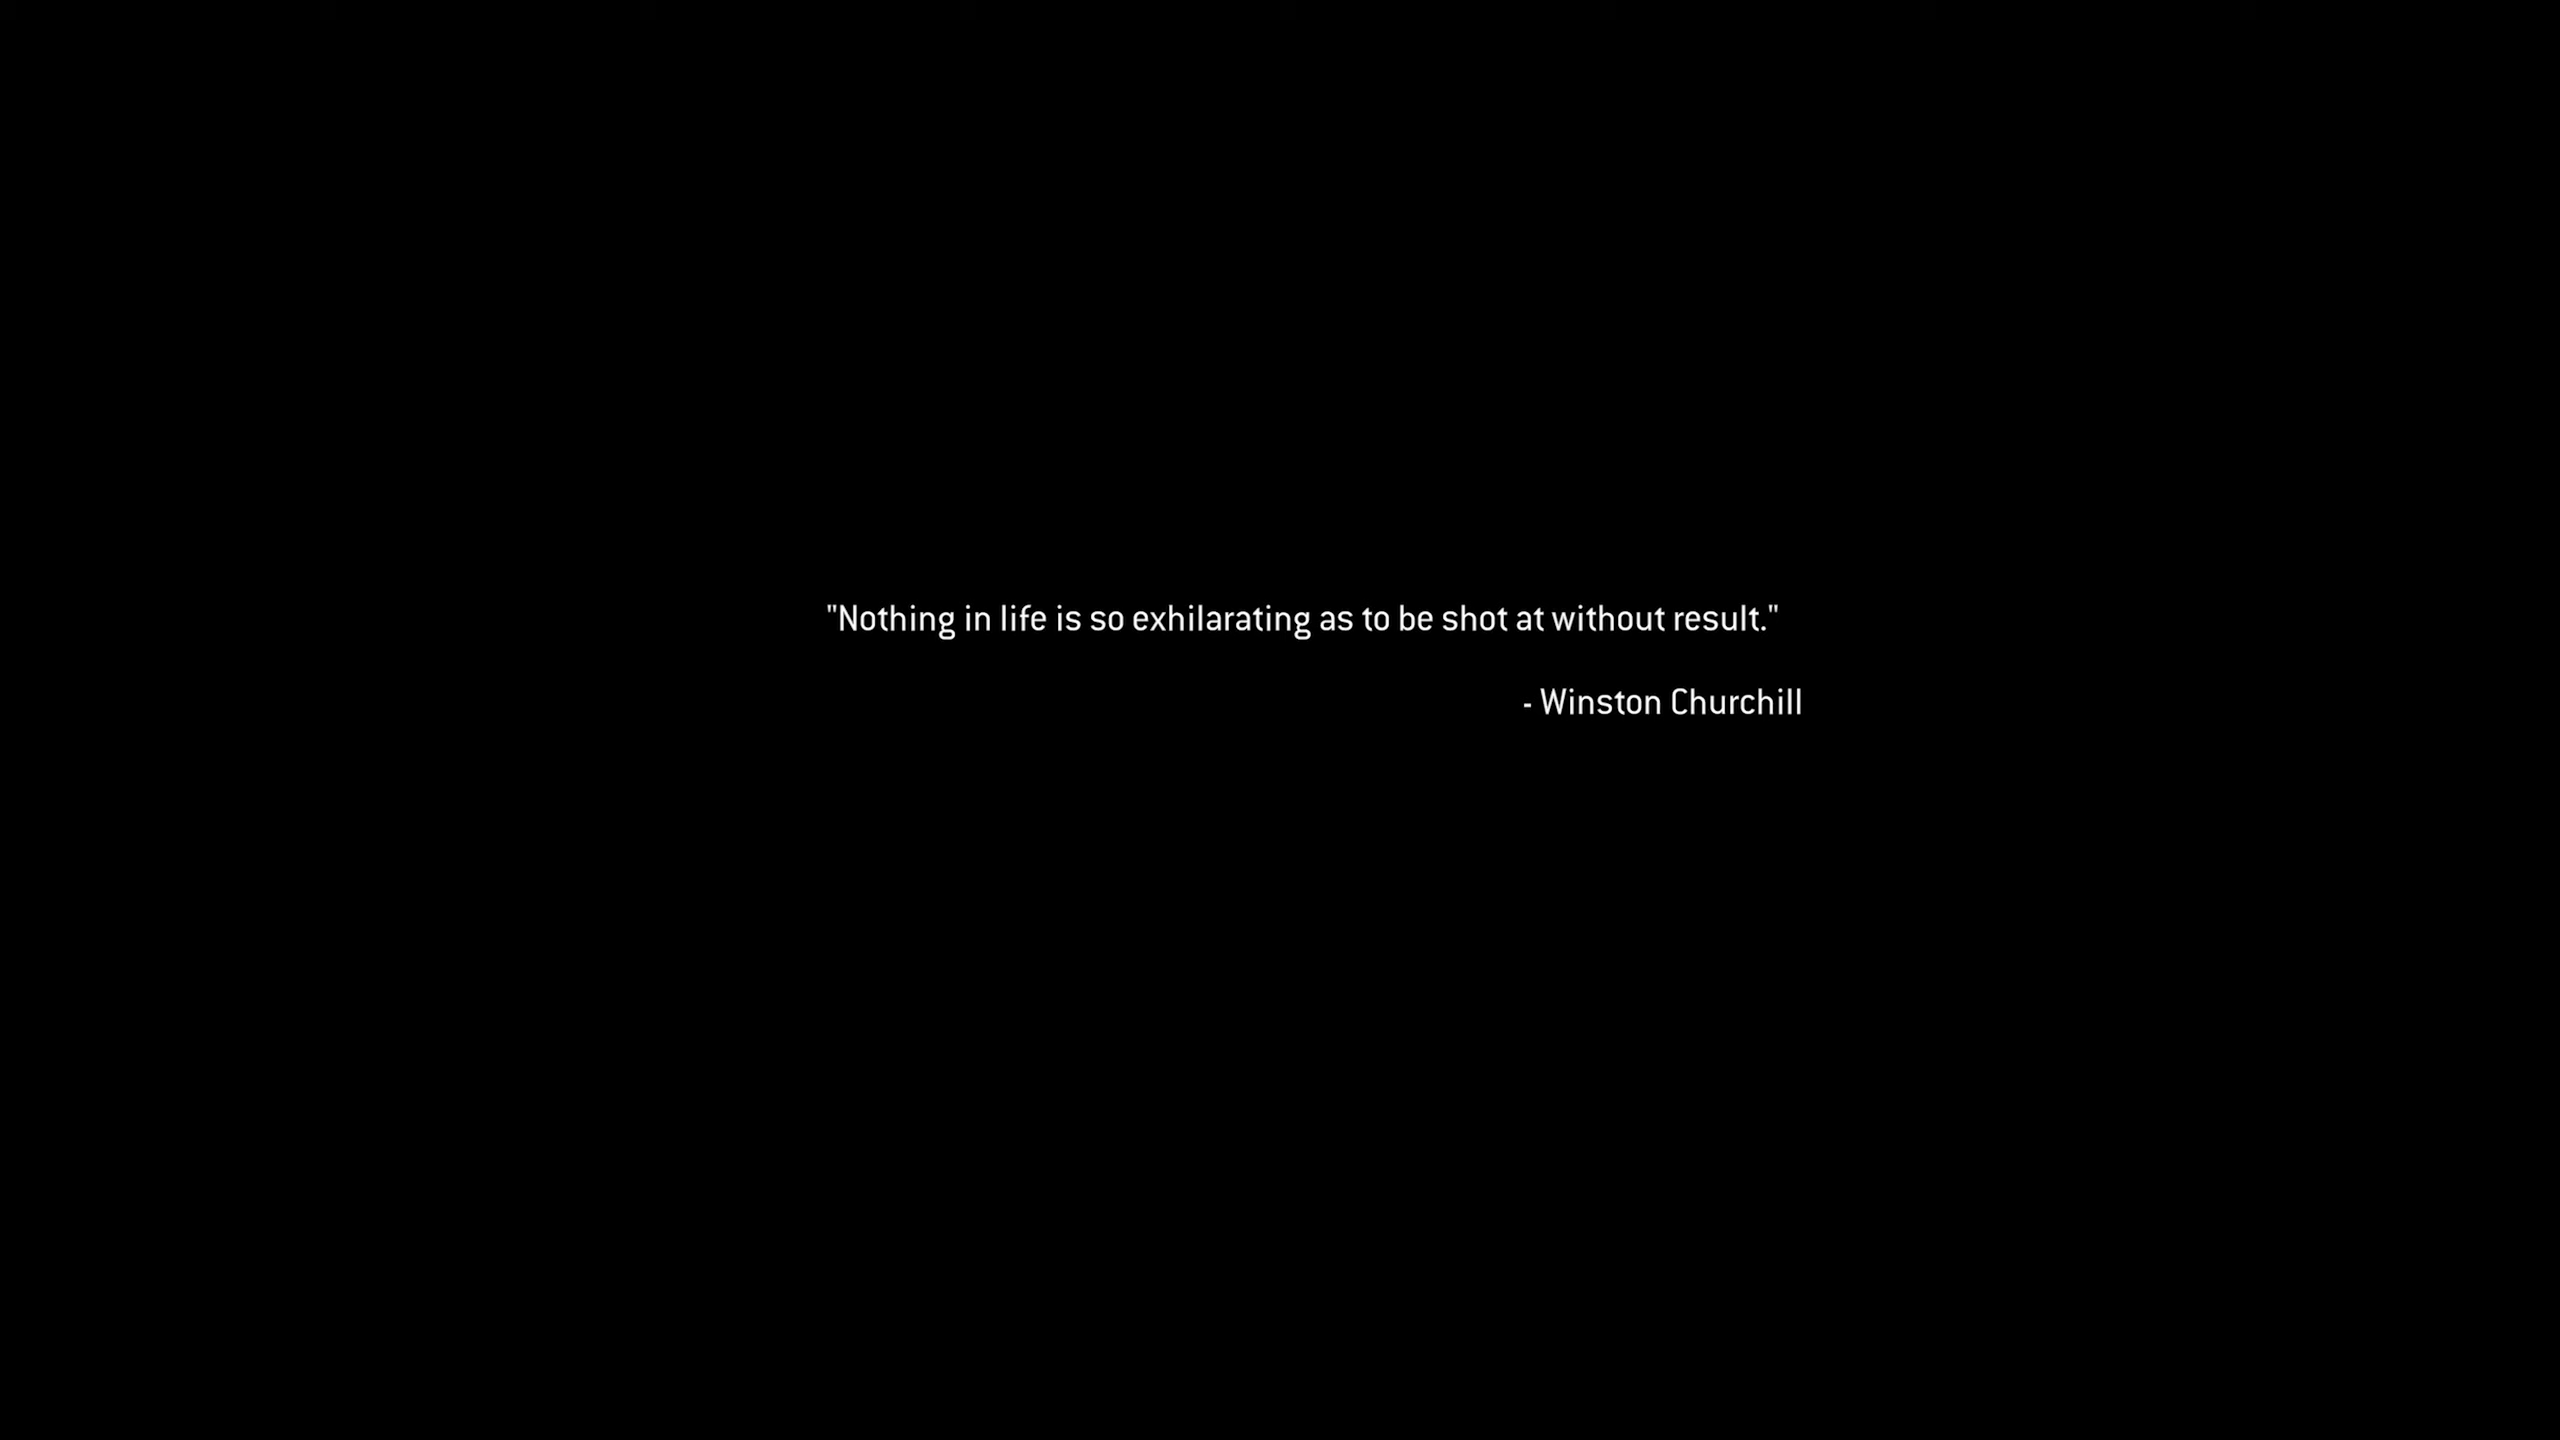 "Nothing in life is so exhilarating as to be shot at without result."
- Winston Churchill